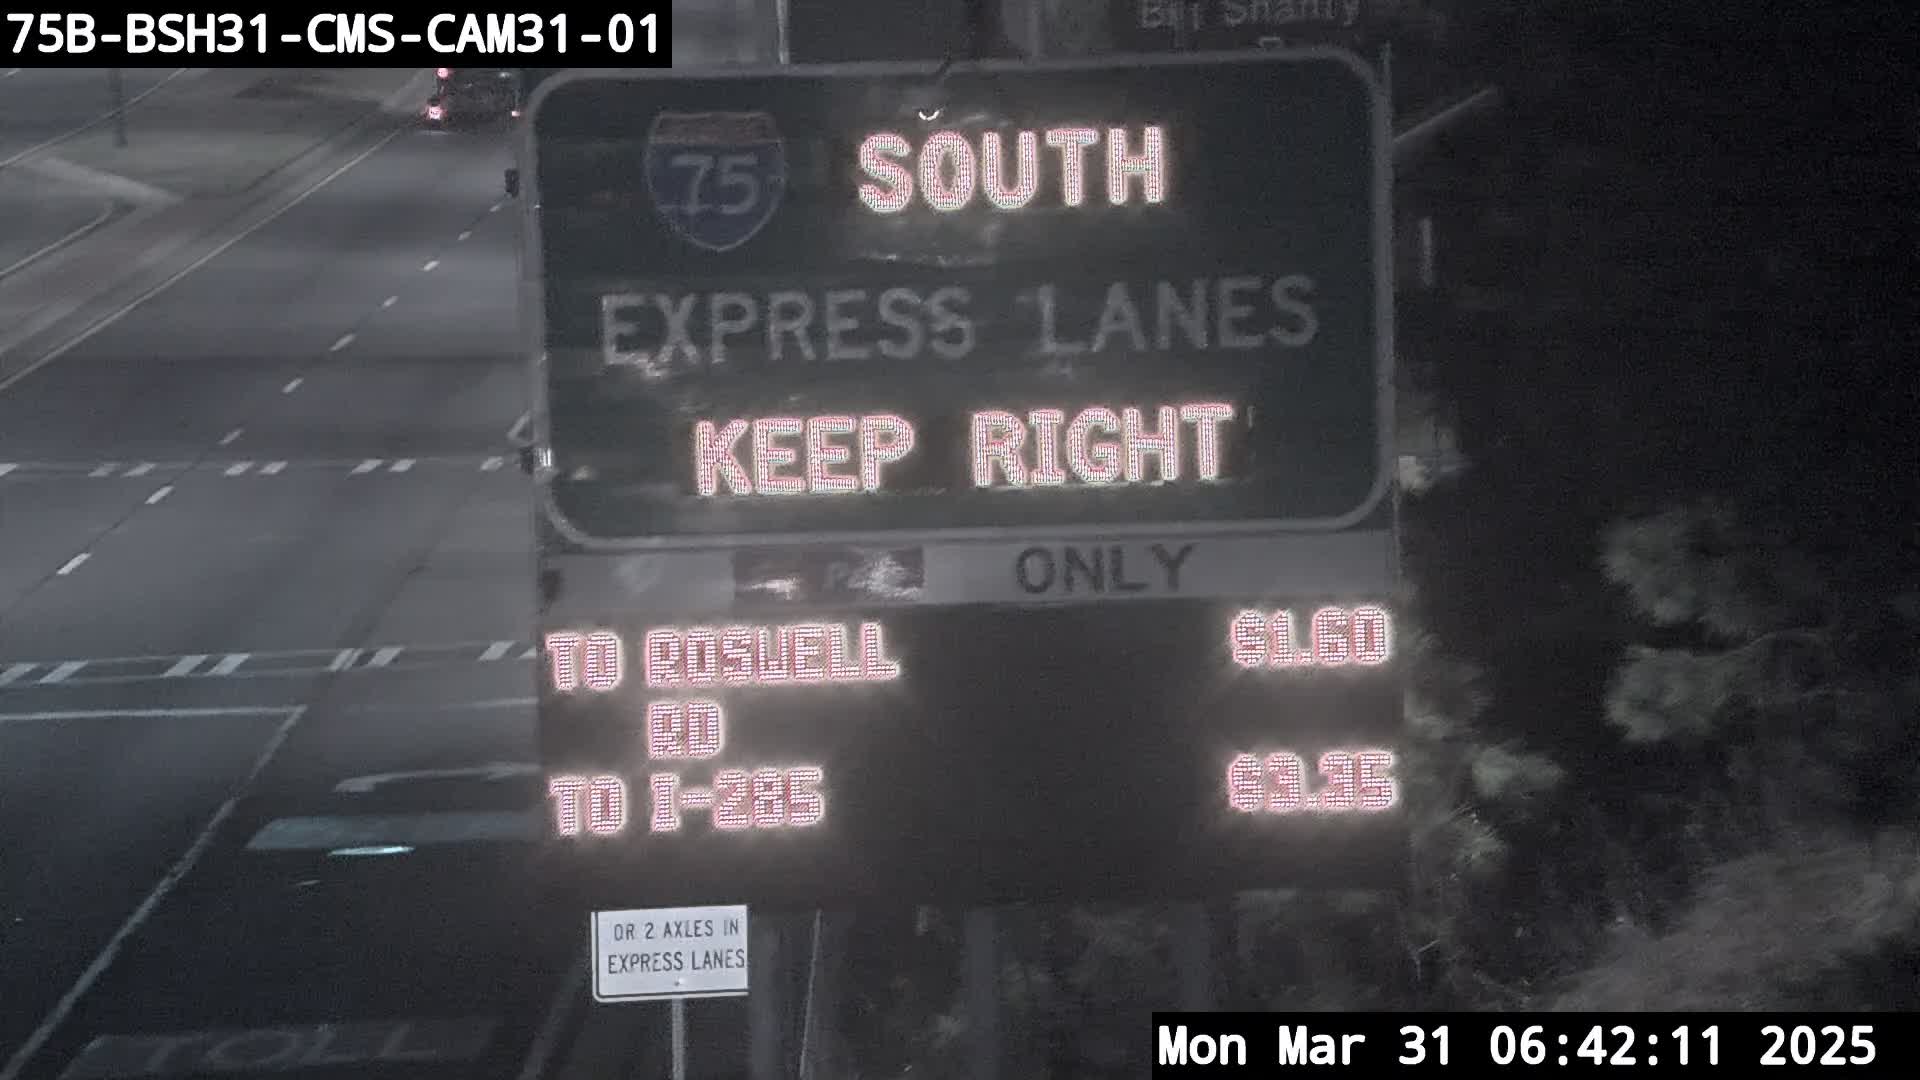 75B-BSH31-CMS-CAM31-01
Shanty
75 SOUTH
EXPRESS LANES
KEEP RIGHT
ONLY
TO ROSWELL $1.60
RD
TO I-285 $3.35
OR 2 AXLES IN
EXPRESS LANES
TOLL
Mon Mar 31 06:42:11 2025